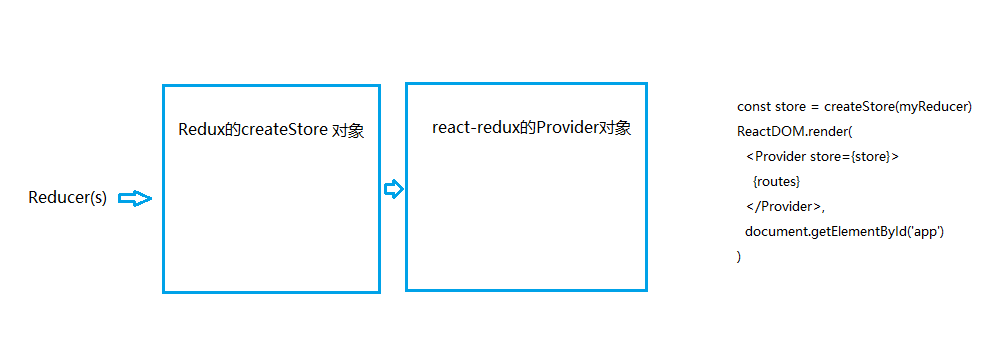 Redux的createStore 对象
react-redux的Provider对象
Reducer(s)
const store = createStore(myReducer)
ReactDOM.render(
<Provider store={store}>
{routes}
</Provider>,
document.getElementById('app')
)